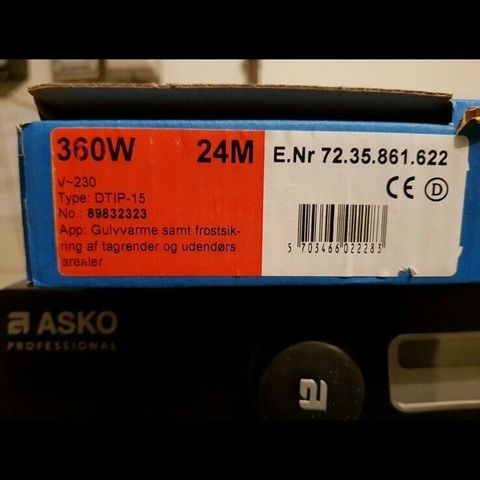 360W 24M
V~230
Type: DTIP-15
No.: 89832323
App: Gulvvarme samt frostsik-
ring af tagrender og udendørs
arealer
E.Nr 72.35.861.622
CE D
5 703466 022283
ASKO
PROFESSIONAL